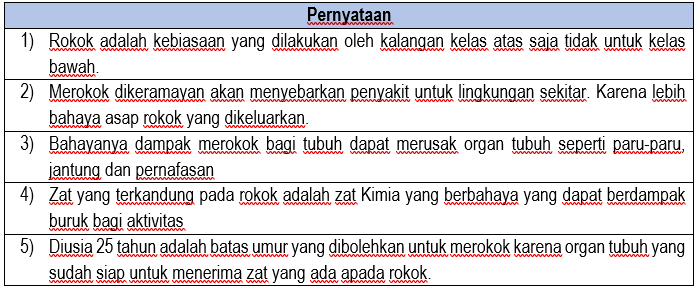 Pernyataan
1) Rokok adalah kebiasaan yang dilakukan oleh kalangan kelas atas saja tidak untuk kelas
bawah.
2) Merokok dikeramayan akan menyebarkan penyakit untuk lingkungan sekitar. Karena lebih
bahaya asap rokok yang dikeluarkan.
3) Bahayanya dampak merokok bagi tubuh dapat merusak organ tubuh seperti paru-paru,
jantung dan pernafasan
4) Zat yang terkandung pada rokok adalah zat Kimia yang berbahaya yang dapat berdampak
buruk bagi aktivitas
5) Diusia 25 tahun adalah batas umur yang dibolehkan untuk merokok karena organ tubuh yang
sudah siap untuk menerima zat yang ada apada rokok.